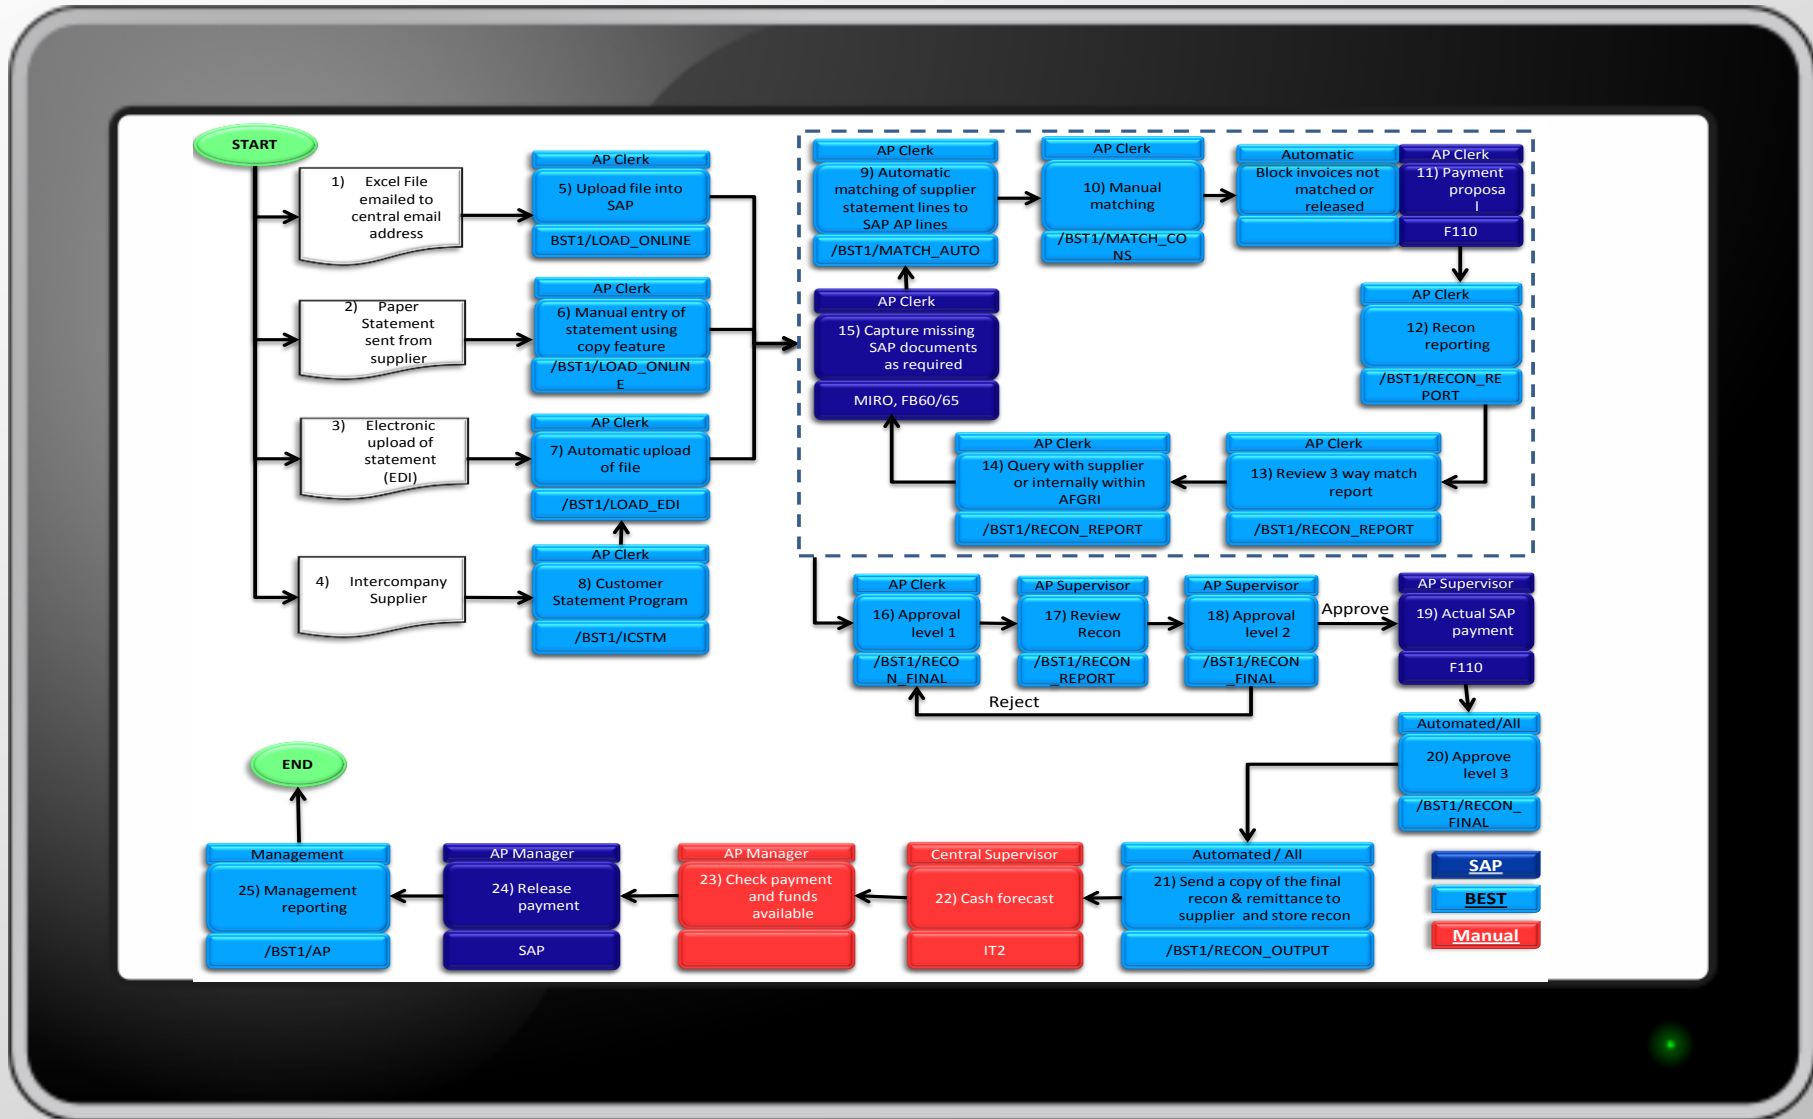 START
1) Excel File
emailed to
central email
address
AP Clerk
5) Upload file into
SAP
BST1/LOAD_ONLINE
2) Paper
Statement
sent from
supplier
AP Clerk
6) Manual entry of
statement using
copy feature
/BST1/LOAD_ONLIN
E
3) Electronic
upload of
statement
(EDI)
AP Clerk
7) Automatic upload
of file
/BST1/LOAD_EDI
4) Intercompany
Supplier
AP Clerk
8) Customer
Statement Program
/BST1/ICSTM
AP Clerk
9) Automatic
matching of supplier
statement lines to
SAP AP lines
/BST1/MATCH_AUTO
AP Clerk
10) Manual
matching
/BST1/MATCH_CO
NS
Automatic
Block invoices not
matched or
released
AP Clerk
11) Payment
proposa
l
F110
AP Clerk
12) Recon
reporting
/BST1/RECON_RE
PORT
AP Clerk
13) Review 3 way match
report
/BST1/RECON_REPORT
AP Clerk
14) Query with supplier
or internally within
AFGRI
/BST1/RECON_REPORT
AP Clerk
15) Capture missing
SAP documents
as required
MIRO, FB60/65
AP Clerk
16) Approval
level 1
/BST1/RECO
N_FINAL
AP Supervisor
17) Review
Recon
/BST1/RECON
_REPORT
AP Supervisor
18) Approval
level 2
/BST1/RECON
_FINAL
Approve
Reject
AP Supervisor
19) Actual SAP
payment
F110
Automated/All
20) Approve
level 3
/BST1/RECON_
FINAL
Automated / All
21) Send a copy of the final
recon & remittance to
supplier and store recon
/BST1/RECON_OUTPUT
Central Supervisor
22) Cash forecast
IT2
AP Manager
23) Check payment
and funds
available
AP Manager
24) Release
payment
SAP
Management
25) Management
reporting
/BST1/AP
END
SAP
BEST
Manual